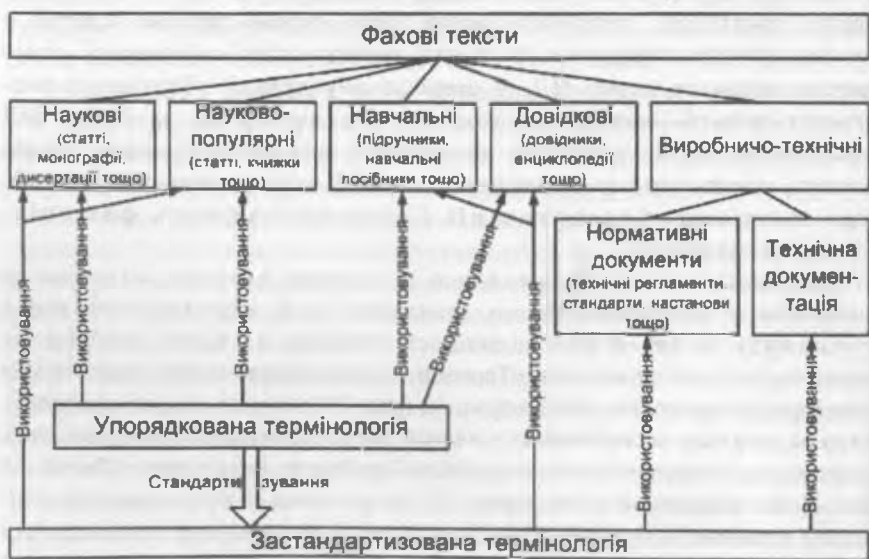 Фахові тексти
Наукові
(статті,
монографії,
дисертації тощо)
Науково-
популярні
(статті, книжки
тощо)
Навчальні
(підручники,
навчальні
посібники тощо)
Довідкові
(довідники,
енциклопедії
тощо)
Виробничо-технічні
Нормативні
документи
(технічні регламенти
стандарти, настанови
тощо)
Технічна
докумен-
тація
Використовування
Використовування
Використовування
Використовування
Використовування
Використовування
Використовування
Використовування
Упорядкована термінологія
Стандарти зування
Застандартизована термінологія